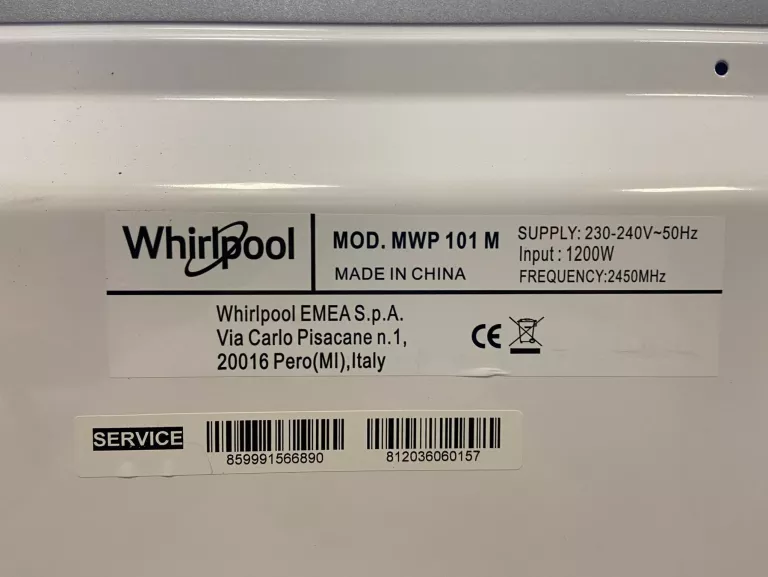 Whirlpool
MOD. MWP 101 M
MADE IN CHINA
SUPPLY: 230-240V~50Hz
Input : 1200W
FREQUENCY:2450MHz
Whirlpool EMEA S.p.A.
Via Carlo Pisacane n.1,
20016 Pero(MI),Italy
CE
SERVICE
859991566890
812036060157